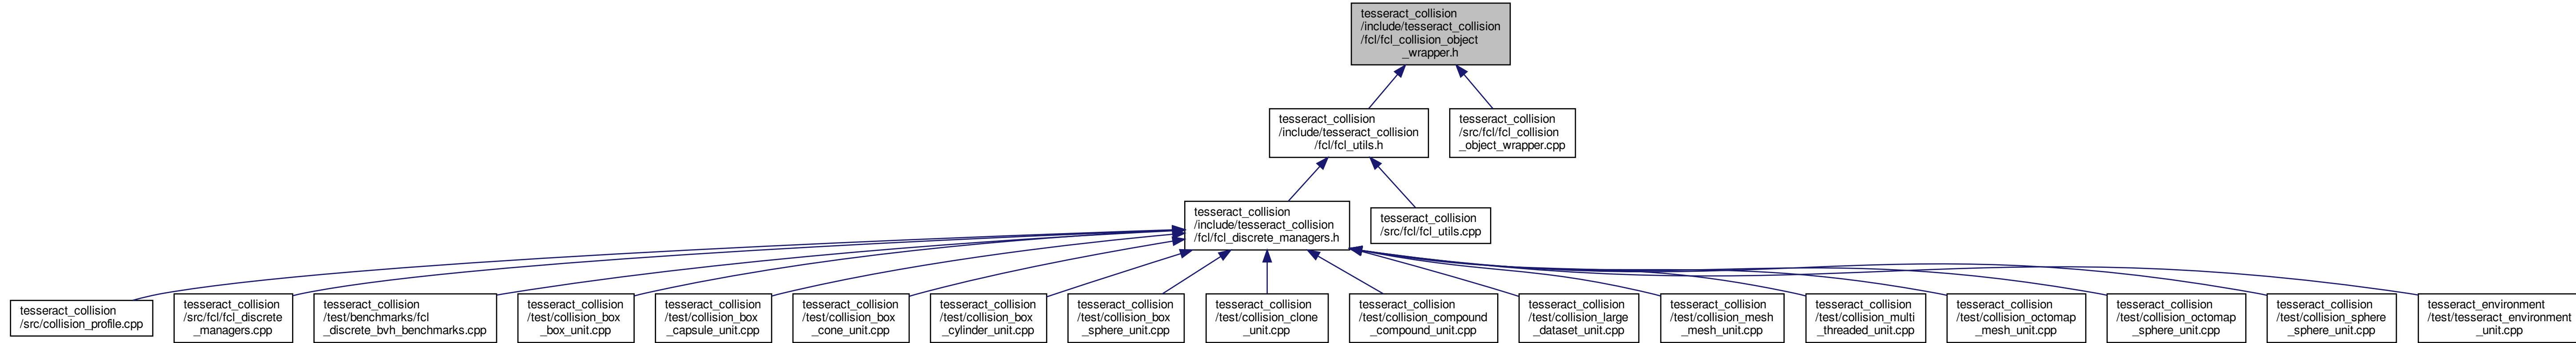 tesseract_collision
/include/tesseract_collision
/fcl/fcl_collision_object
_wrapper.h
tesseract_collision
/include/tesseract_collision
/fcl/fcl_utils.h
tesseract_collision
/src/fcl/fcl_collision
_object_wrapper.cpp
tesseract_collision
/include/tesseract_collision
/fcl/fcl_discrete_managers.h
tesseract_collision
/src/fcl/fcl_utils.cpp
tesseract_collision
/src/collision_profile.cpp
tesseract_collision
/src/fcl/fcl_discrete
_managers.cpp
tesseract_collision
/test/benchmarks/fcl
_discrete_bvh_benchmarks.cpp
tesseract_collision
/test/collision_box
_box_unit.cpp
tesseract_collision
/test/collision_box
_capsule_unit.cpp
tesseract_collision
/test/collision_box
_cone_unit.cpp
tesseract_collision
/test/collision_box
_cylinder_unit.cpp
tesseract_collision
/test/collision_box
_sphere_unit.cpp
tesseract_collision
/test/collision_clone
_unit.cpp
tesseract_collision
/test/collision_compound
_compound_unit.cpp
tesseract_collision
/test/collision_large
_dataset_unit.cpp
tesseract_collision
/test/collision_mesh
_mesh_unit.cpp
tesseract_collision
/test/collision_multi
_threaded_unit.cpp
tesseract_collision
/test/collision_octomap
_mesh_unit.cpp
tesseract_collision
/test/collision_octomap
_sphere_unit.cpp
tesseract_collision
/test/collision_sphere
_sphere_unit.cpp
tesseract_environment
/test/tesseract_environment
_unit.cpp